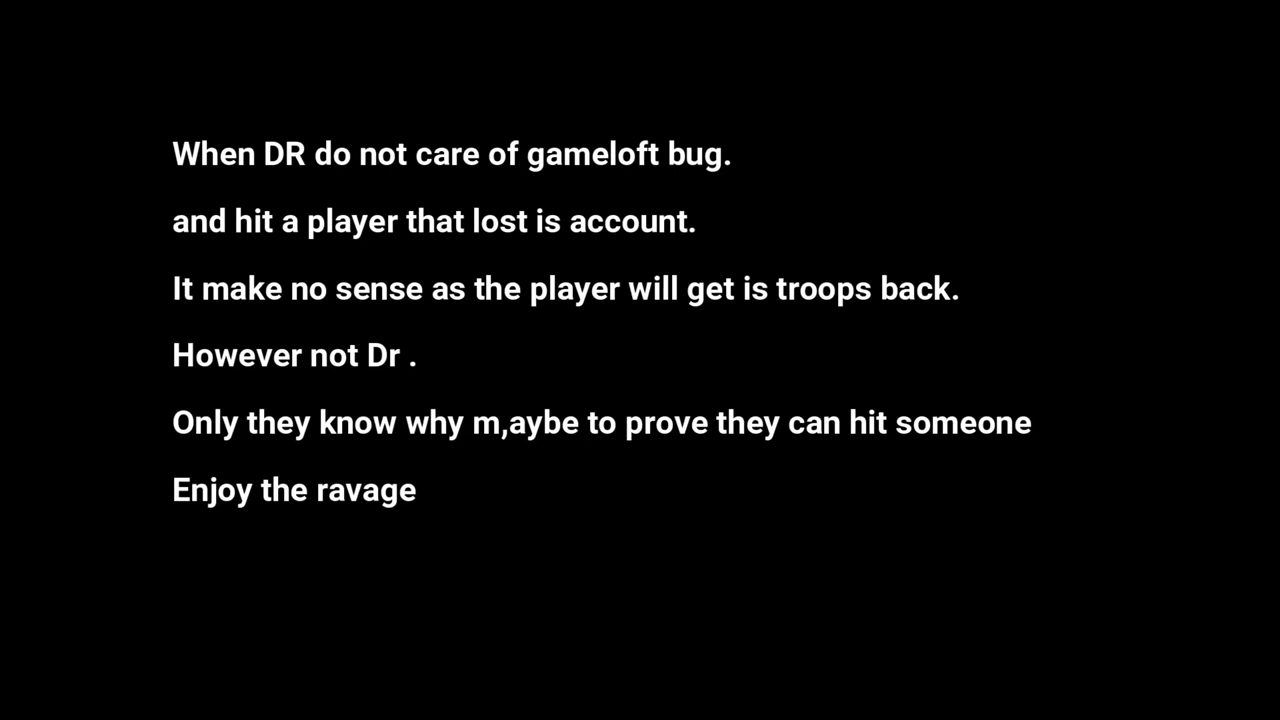 When DR do not care of gameloft bug.
and hit a player that lost is account.
It make no sense as the player will get is troops back.
However not Dr .
Only they know why m,aybe to prove they can hit someone
Enjoy the ravage